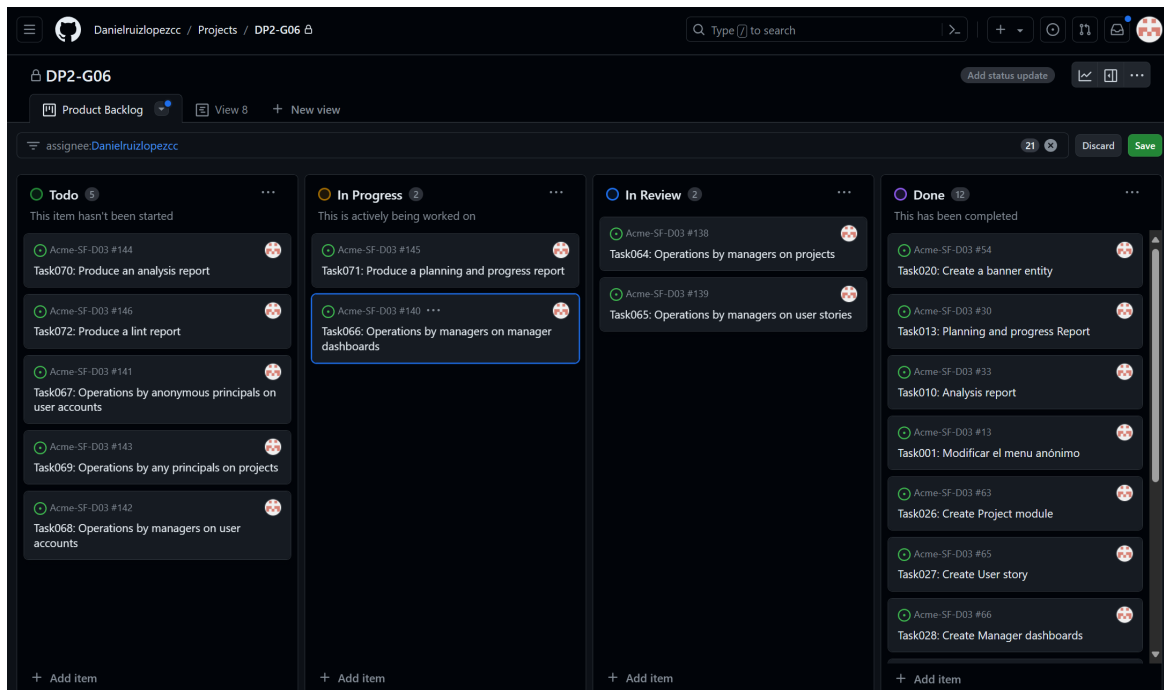 Danielruizlopezcc / Projects / DP2-G06
Type / to search
DP2-G06
Add status update
Product Backlog
View 8
New view
assignee:Danielruizlopezcc
21
Discard
Save
Todo 5
This item hasn't been started
Acme-SF-D03 #144
Task070: Produce an analysis report
Acme-SF-D03 #146
Task072: Produce a lint report
Acme-SF-D03 #141
Task067: Operations by anonymous principals on
user accounts
Acme-SF-D03 #143
Task069: Operations by any principals on projects
Acme-SF-D03 #142
Task068: Operations by managers on user
accounts
Add item
In Progress 2
This is actively being worked on
Acme-SF-D03 #145
Task071: Produce a planning and progress report
Acme-SF-D03 #140
Task066: Operations by managers on manager
dashboards
Add item
In Review 2
Acme-SF-D03 #138
Task064: Operations by managers on projects
Acme-SF-D03 #139
Task065: Operations by managers on user stories
Add item
Done 12
This has been completed
Acme-SF-D03 #54
Task020: Create a banner entity
Acme-SF-D03 #30
Task013: Planning and progress Report
Acme-SF-D03 #33
Task010: Analysis report
Acme-SF-D03 #13
Task001: Modificar el menu anónimo
Acme-SF-D03 #63
Task026: Create Project module
Acme-SF-D03 #65
Task027: Create User story
Acme-SF-D03 #66
Task028: Create Manager dashboards
Add item